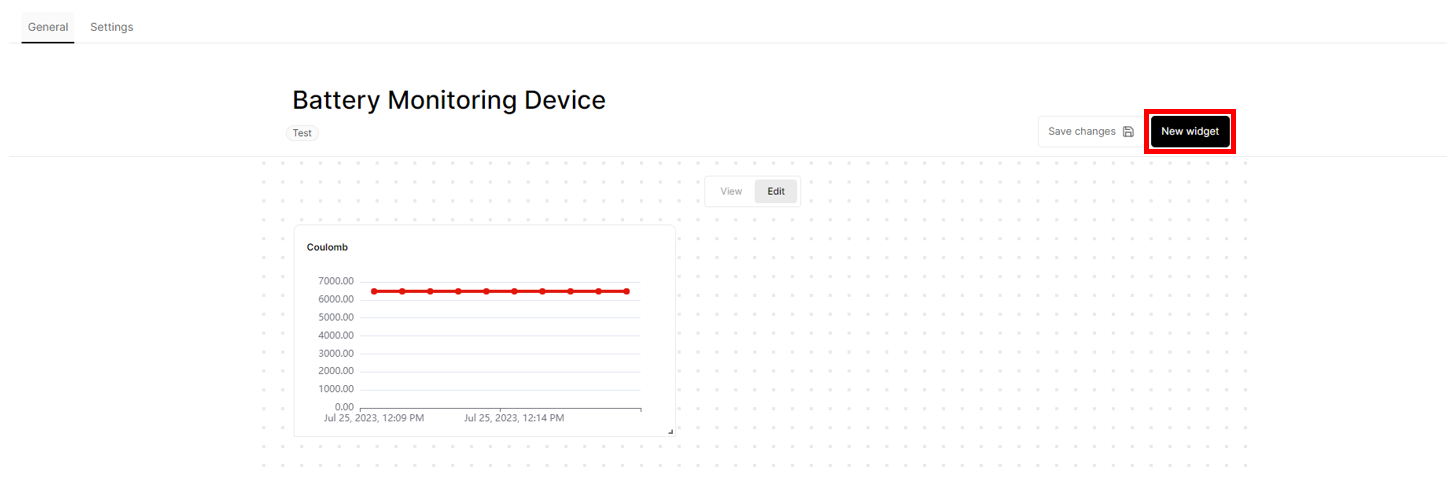 General Settings
Battery Monitoring Device
Test
Save changes New widget
View Edit
Coulomb
7000.00
6000.00
5000.00
4000.00
3000.00
2000.00
1000.00
0.00
Jul 25, 2023, 12:09 PM Jul 25, 2023, 12:14 PM